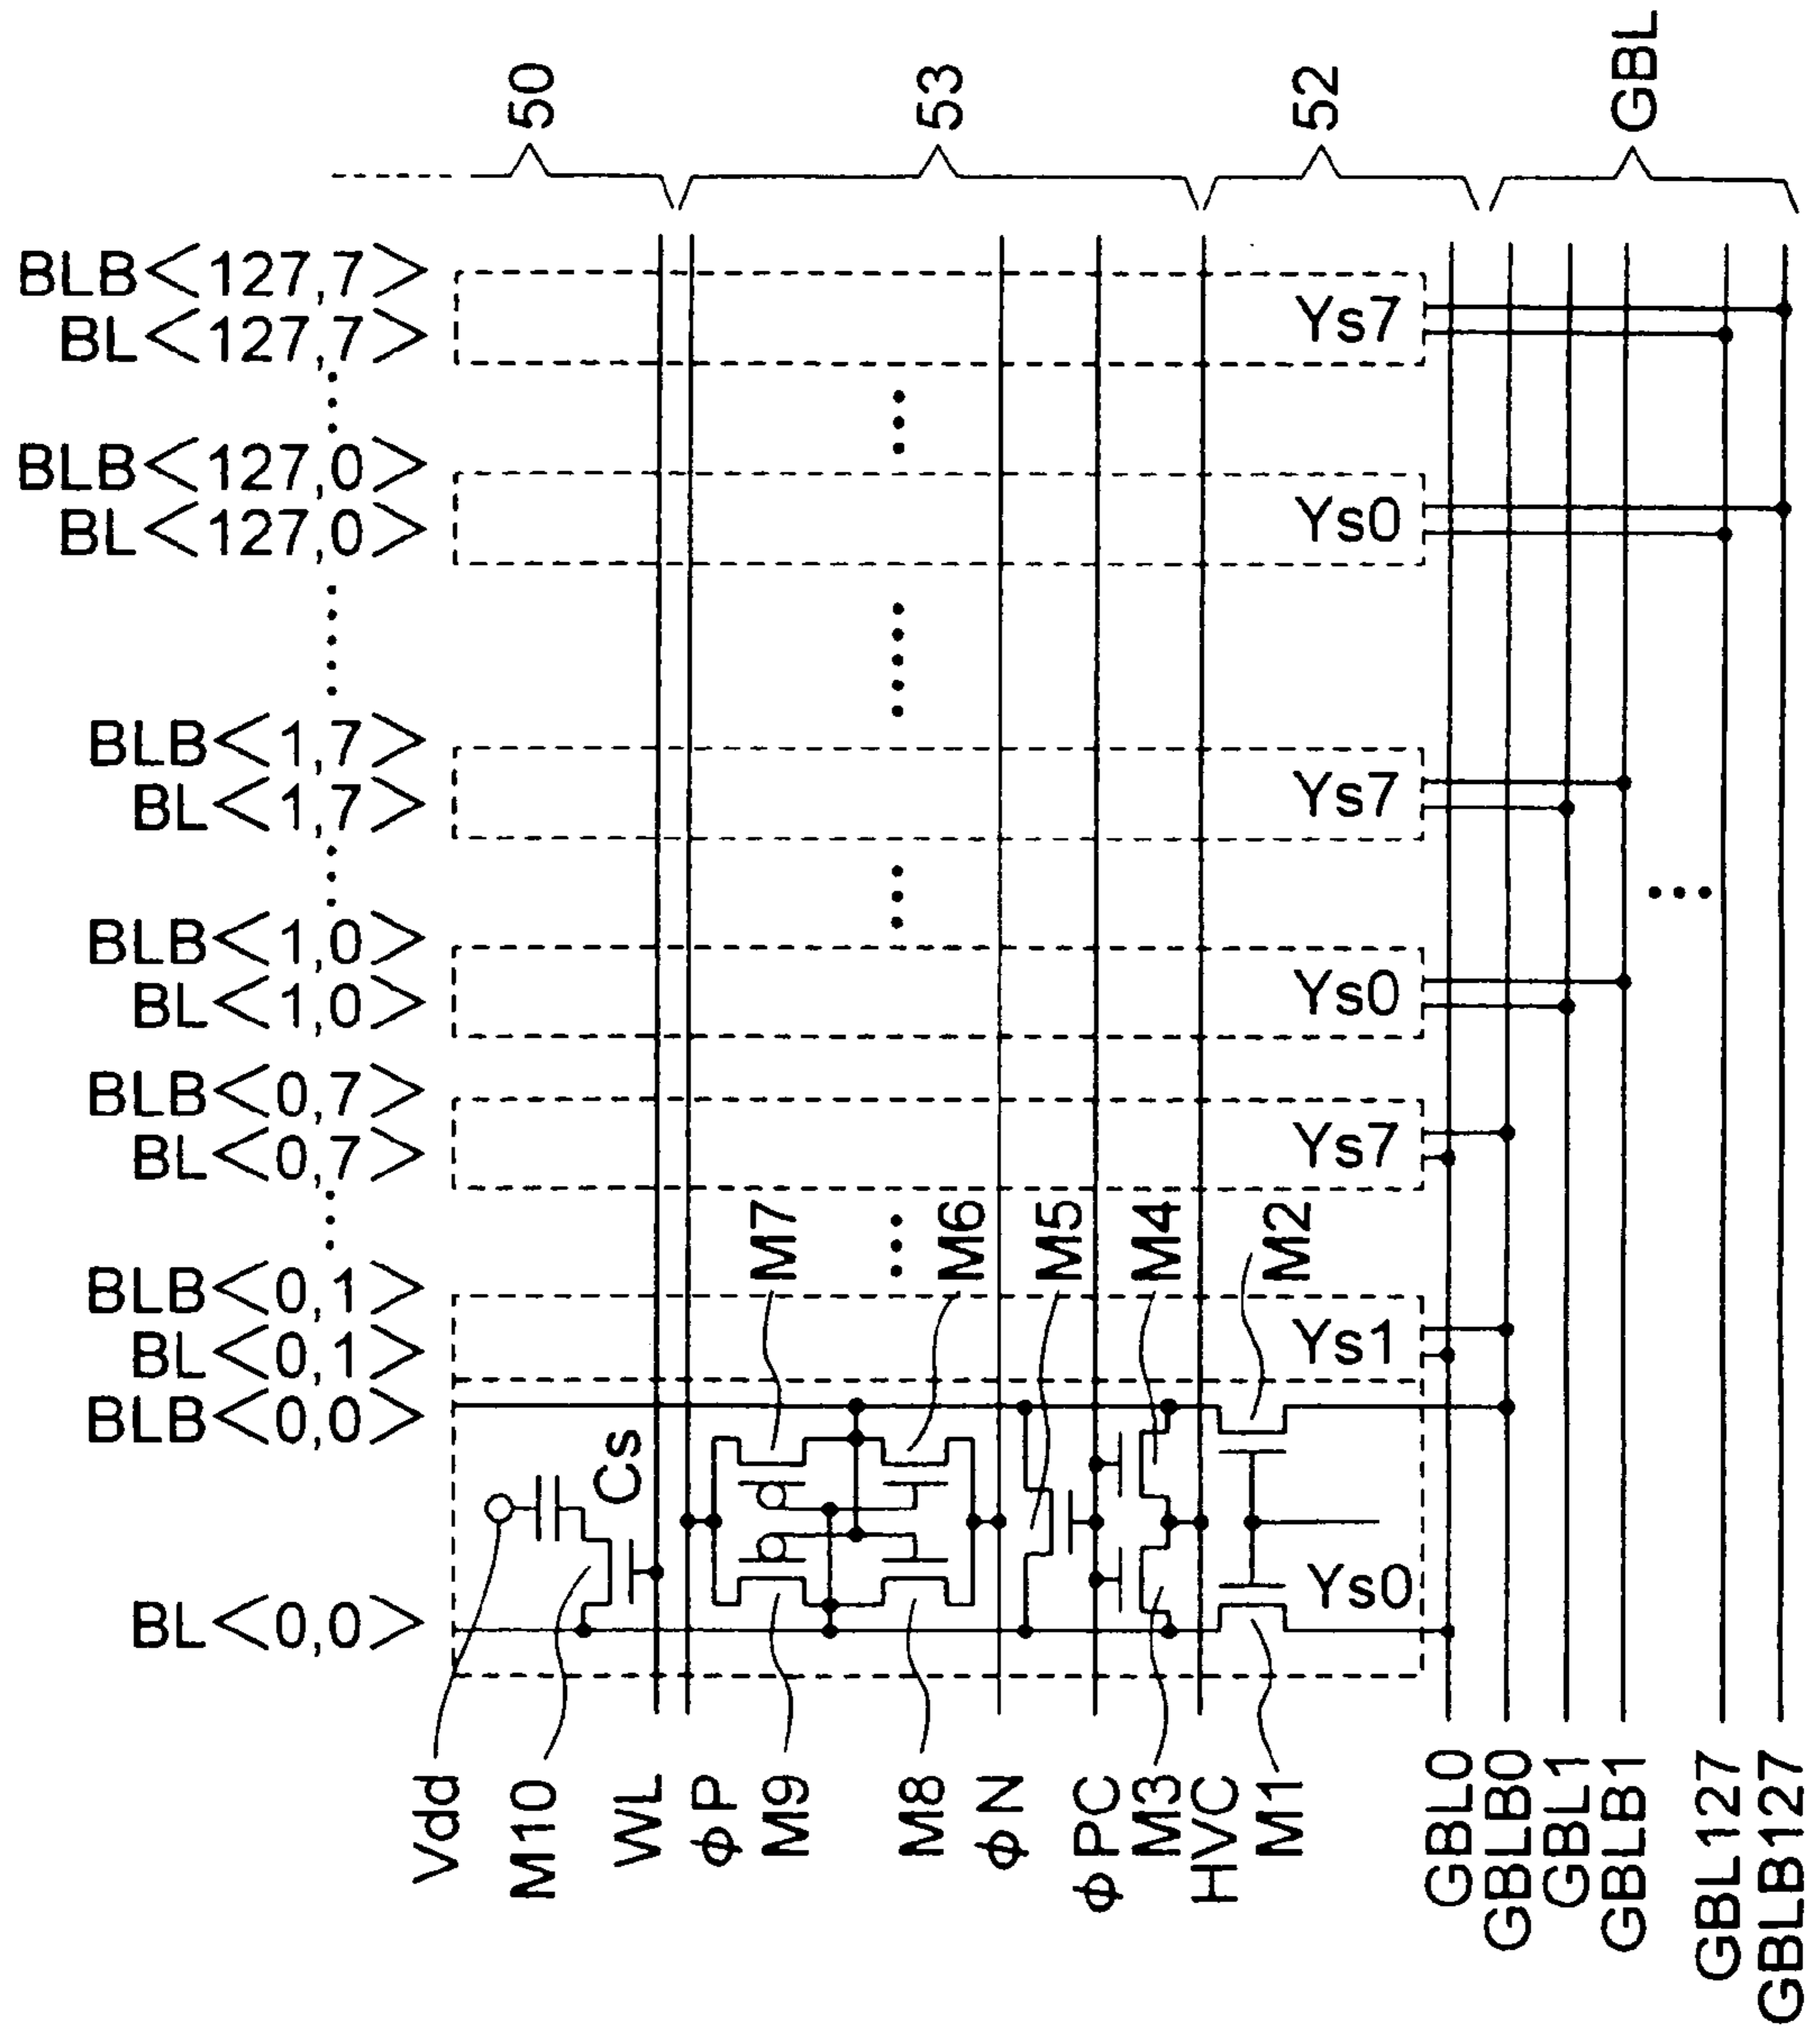 BL<0,0>
BLB<0,0>
BL<0,1>
BLB<0,1>
BL<0,7>
BLB<0,7>
BL<1,0>
BLB<1,0>
BL<1,7>
BLB<1,7>
BL<127,0>
BLB<127,0>
BL<127,7>
BLB<127,7>
50
53
52
GBL
Vdd
M10
WL
ϕP
M9
M8
ϕN
ϕPC
M3
HVC
M1
GBL0
GBLB0
GBL1
GBLB1
GBL127
GBLB127
Cs
M7
M6
M5
M4
M2
Ys0
Ys1
Ys7
Ys0
Ys7
Ys0
Ys7